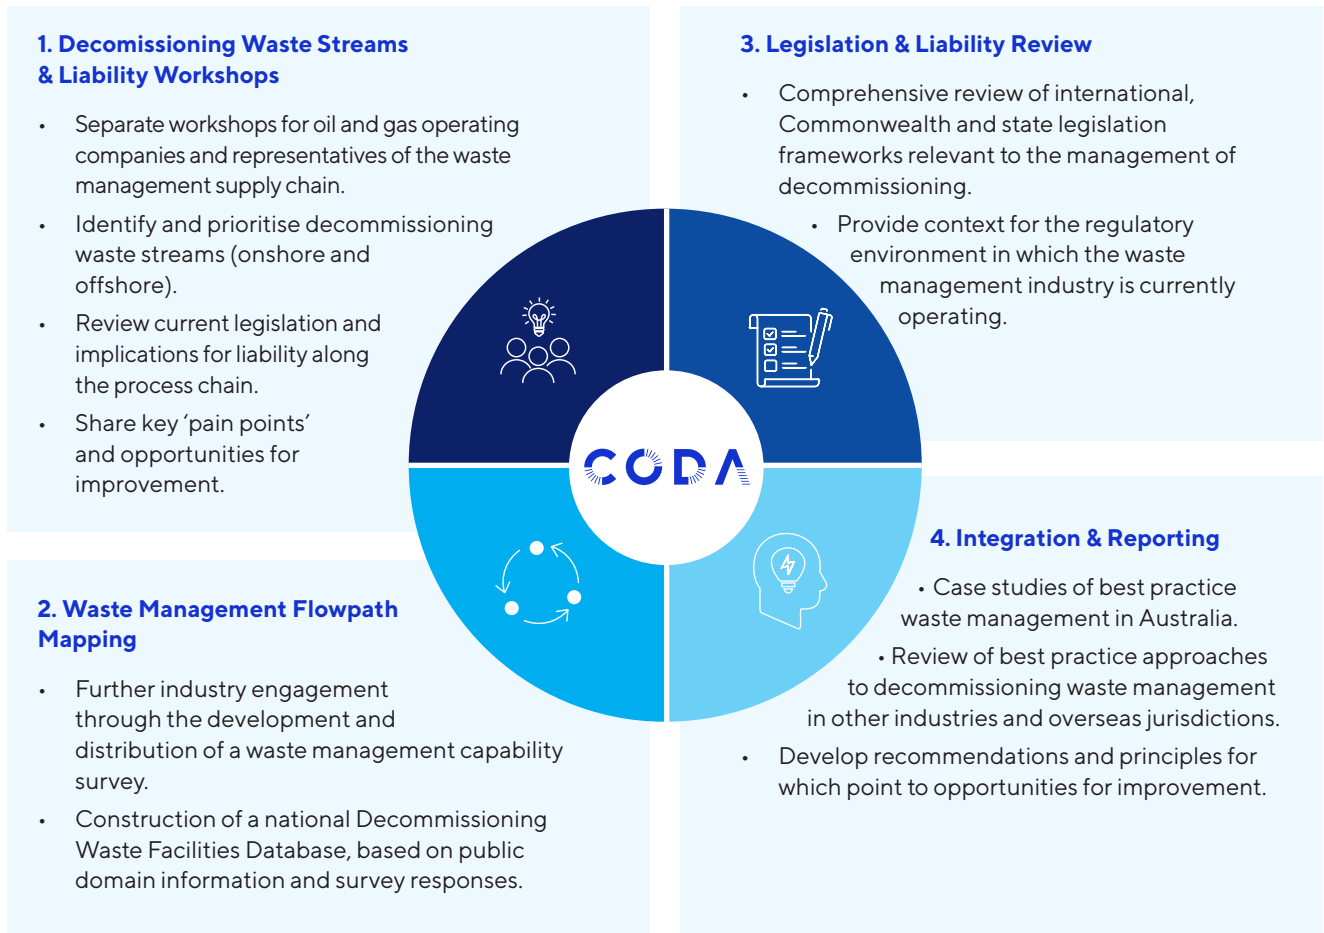 1. Decomissioning Waste Streams
& Liability Workshops
• Separate workshops for oil and gas operating
companies and representatives of the waste
management supply chain.
• Identify and prioritise decommissioning
waste streams (onshore and
offshore).
• Review current legislation and
implications for liability along
the process chain.
• Share key ‘pain points’
and opportunities for
improvement.
2. Waste Management Flowpath
Mapping
• Further industry engagement
through the development and
distribution of a waste management capability
survey.
• Construction of a national Decommissioning
Waste Facilities Database, based on public
domain information and survey responses.
CODA
3. Legislation & Liability Review
• Comprehensive review of international,
Commonwealth and state legislation
frameworks relevant to the management of
decommissioning.
• Provide context for the regulatory
environment in which the waste
management industry is currently
operating.
4. Integration & Reporting
• Case studies of best practice
waste management in Australia.
• Review of best practice approaches
to decommissioning waste management
in other industries and overseas jurisdictions.
• Develop recommendations and principles for
which point to opportunities for improvement.